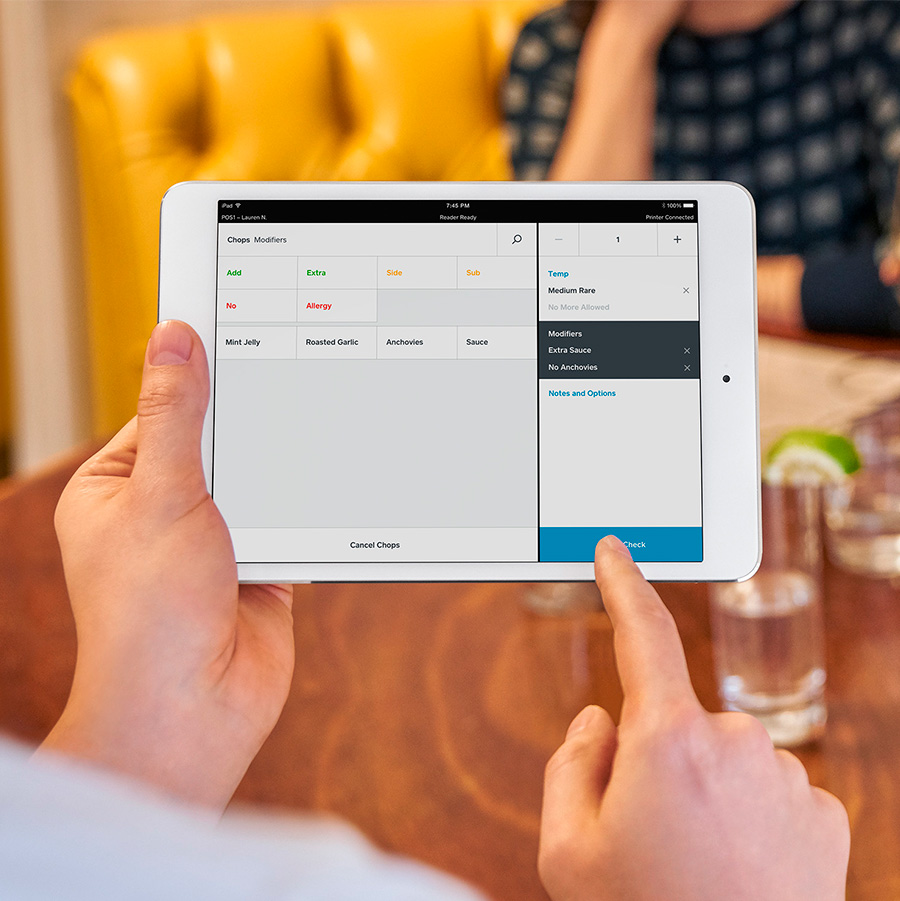 iPad 7:45 PM 100%
POS1 – Lauren N. Reader Ready Printer Connected
Chops Modifiers
1
Add Extra Side Sub
No Allergy
Mint Jelly Roasted Garlic Anchovies Sauce
Cancel Chops
Temp
Medium Rare
No More Allowed
Modifiers
Extra Sauce
No Anchovies
Notes and Options
Check